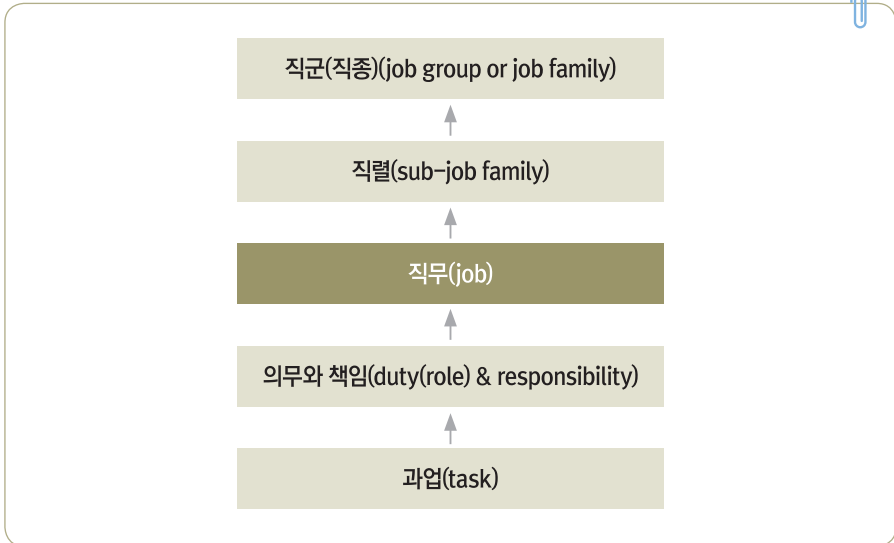 직군(직종)(job group or job family)
직렬(sub-job family)
직무(job)
의무와 책임(duty(role) & responsibility)
과업(task)